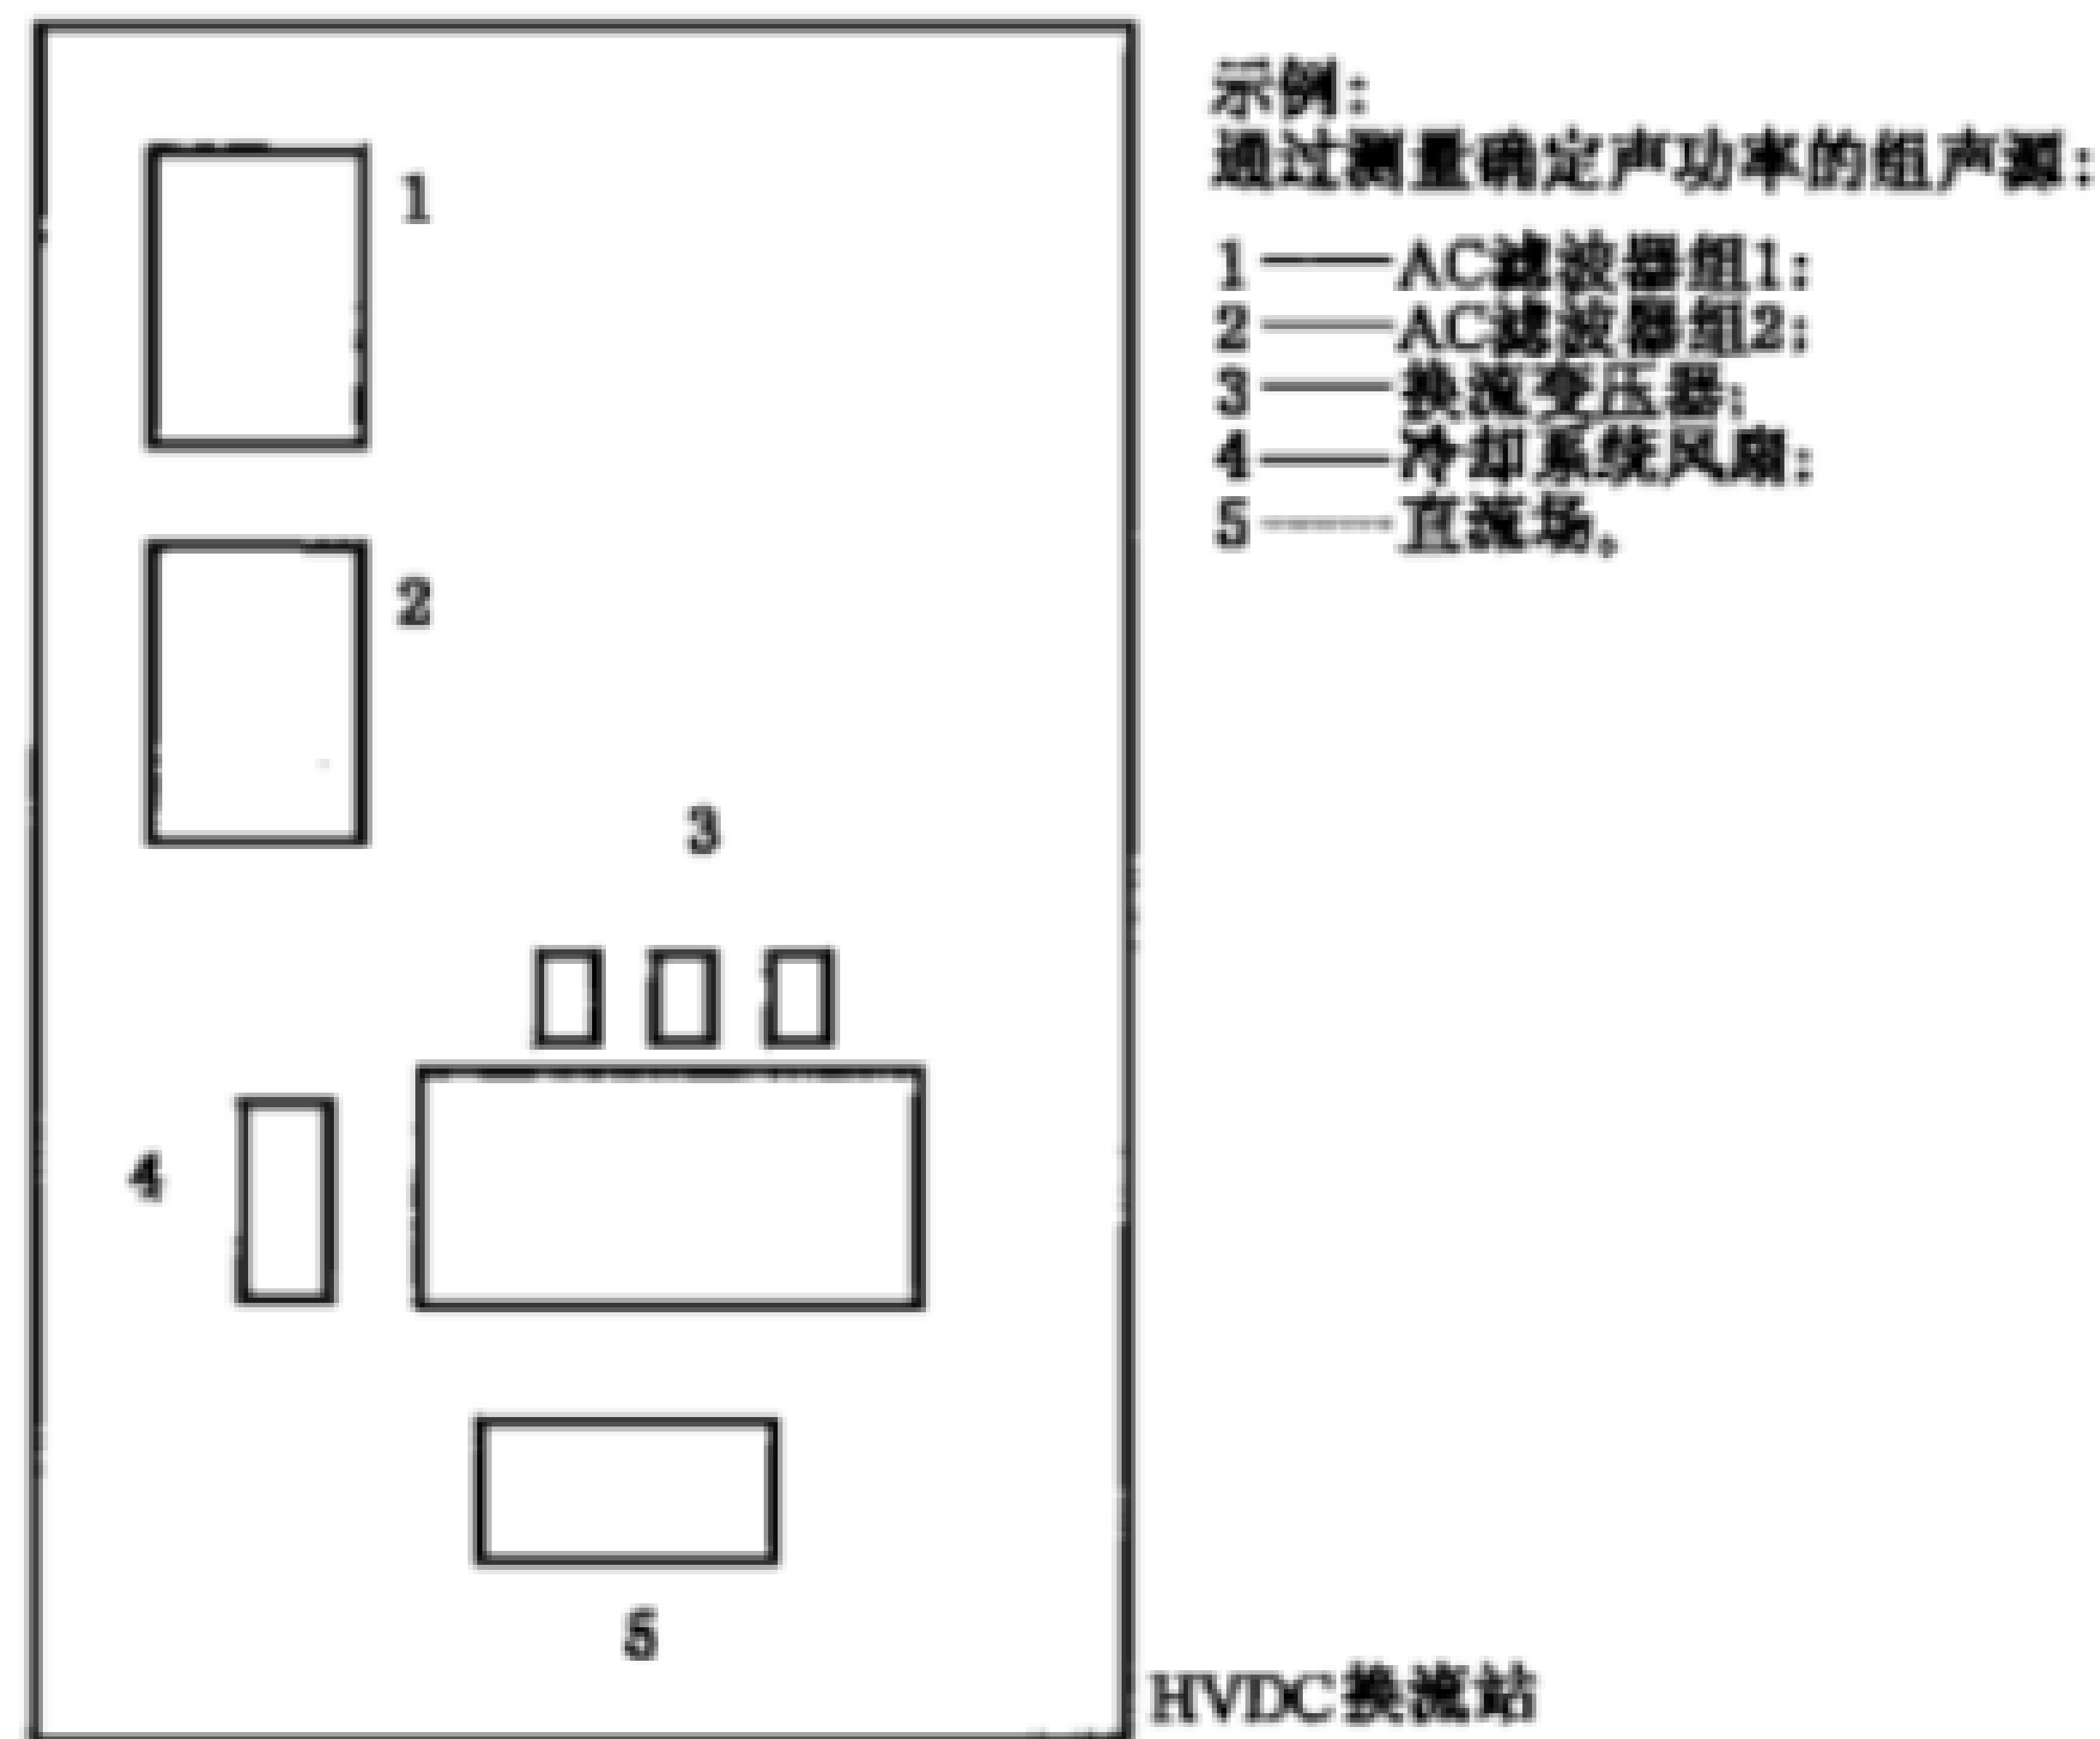 示例:
通过测量确定声功率的组声源:
1——AC滤波器组1;
2——AC滤波器组2;
3——换流变压器;
4——冷却系统风扇;
5——直流场。
1
2
3
4
5
HVDC换流站